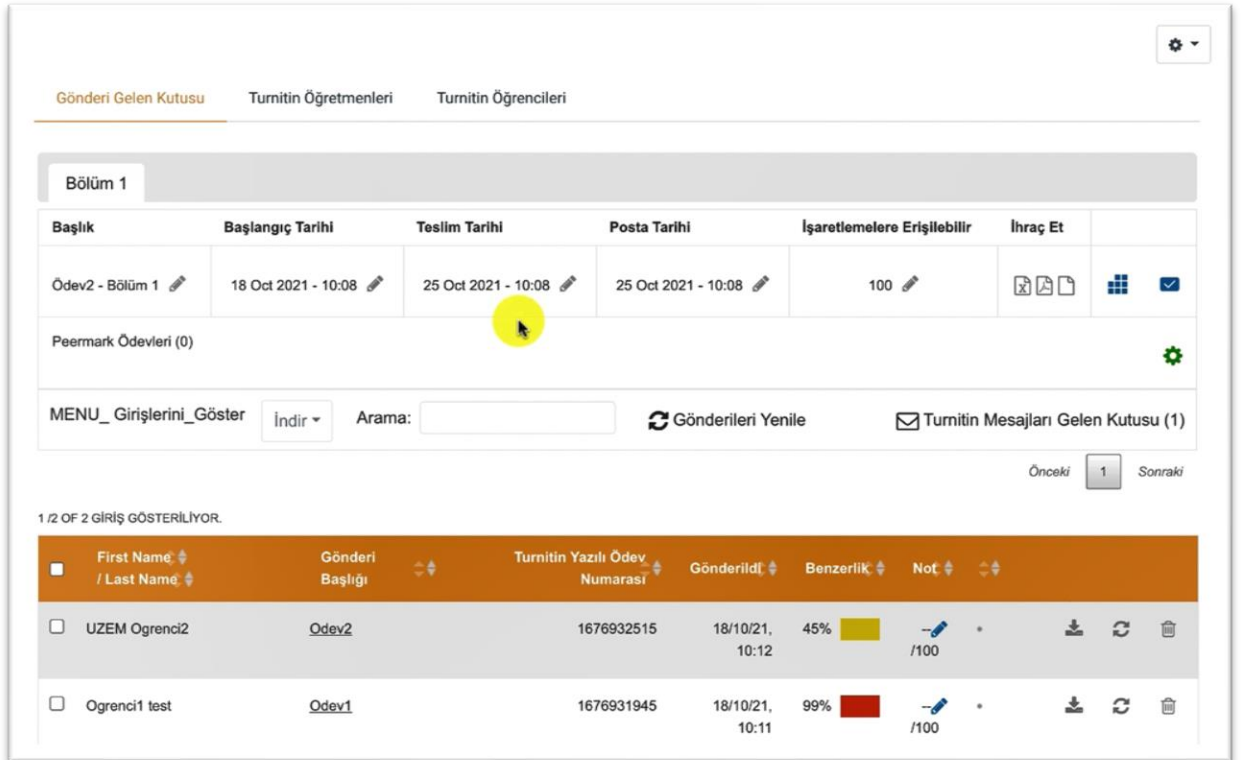 Gönderi Gelen Kutusu Turnitin Öğretmenleri Turnitin Öğrencileri
Bölüm 1
Başlık Başlangıç Tarihi Teslim Tarihi Posta Tarihi İşaretlemelere Erişilebilir İhraç Et
Ödev2 - Bölüm 1 18 Oct 2021 - 10:08 25 Oct 2021 - 10:08 25 Oct 2021 - 10:08 100
Peermark Ödevleri (0)
MENU_ Girişlerini_Göster İndir Arama: Gönderileri Yenile Turnitin Mesajları Gelen Kutusu (1)
Önceki 1 Sonraki
1 /2 OF 2 GİRİŞ GÖSTERİLİYOR.
First Name Gönderi Turnitin Yazılı Ödev Gönderildi Benzerlik Not
/ Last Name Başlığı Numarası
UZEM Ogrenci2 Odev2 1676932515 18/10/21, 45% --
10:12 /100
Ogrenci1 test Odev1 1676931945 18/10/21, 99% --
10:11 /100